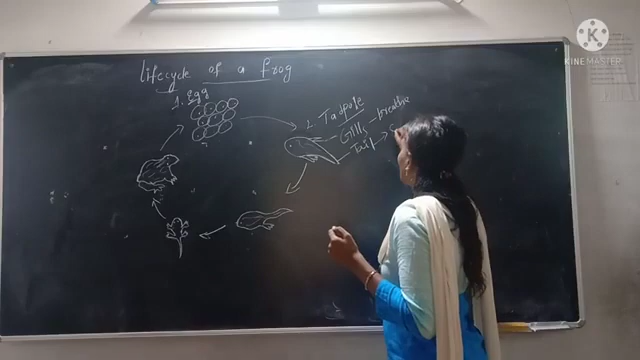 Lifecycle of a frog
1. Egg
2. Tadpole
Gills - breathe
Tail → s
KINEMASTER